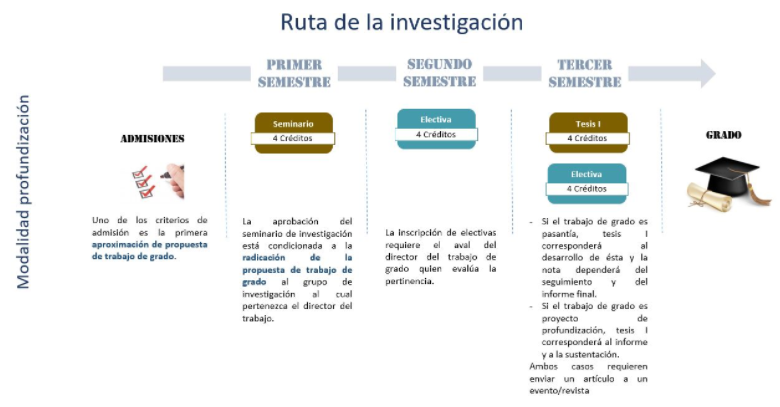 Ruta de la investigación
Modalidad profundización
PRIMER
SEMESTRE
SEGUNDO
SEMESTRE
TERCER
SEMESTRE
ADMISIONES
Uno de los criterios de
admisión es la primera
aproximación de propuesta
de trabajo de grado.
Seminario
4 Créditos
La aprobación del
seminario de investigación
está condicionada a la
radicación de la
propuesta de trabajo de
grado al grupo de
investigación al cual
pertenezca el director del
trabajo.
Electiva
4 Créditos
La inscripción de electivas
requiere el aval del
director del trabajo de
grado quien evalúa la
pertinencia.
Tesis I
4 Créditos
Electiva
4 Créditos
- Si el trabajo de grado es
pasantía, tesis I
corresponderá al
desarrollo de ésta y la
nota dependerá del
seguimiento y del
informe final.
- Si el trabajo de grado es
proyecto de
profundización, tesis I
corresponderá al informe
y a la sustentación.
Ambos casos requieren
enviar un artículo a un
evento/revista
GRADO